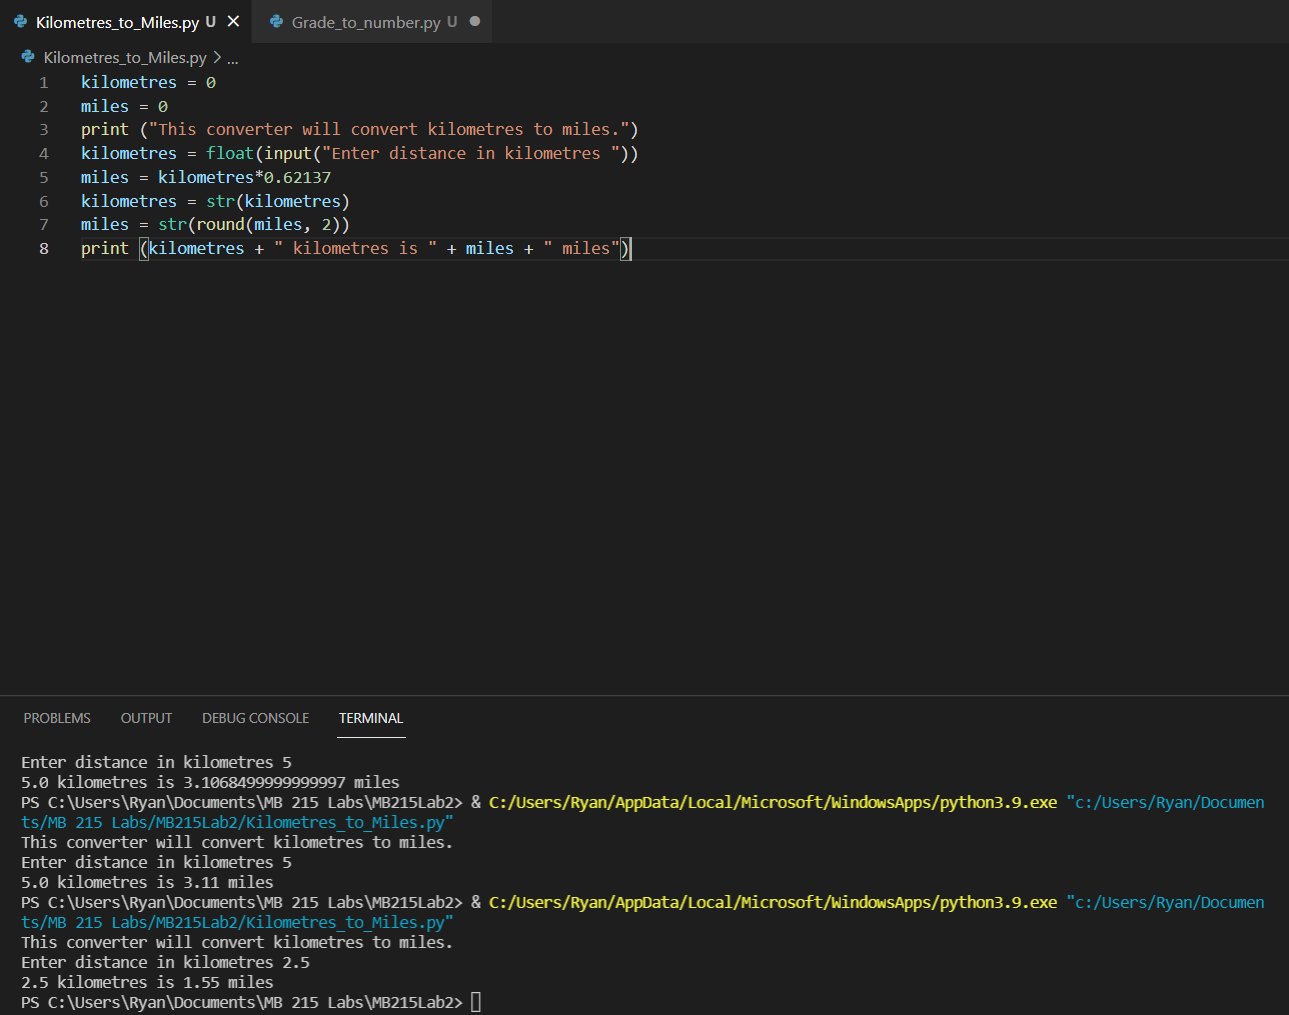 Kilometres_to_Miles.py U Grade_to_number.py U
Kilometres_to_Miles.py > ...
1 kilometres = 0
2 miles = 0
3 print ("This converter will convert kilometres to miles.")
4 kilometres = float(input("Enter distance in kilometres "))
5 miles = kilometres*0.62137
6 kilometres = str(kilometres)
7 miles = str(round(miles, 2))
8 print (kilometres + " kilometres is " + miles + " miles")
PROBLEMS OUTPUT DEBUG CONSOLE TERMINAL
Enter distance in kilometres 5
5.0 kilometres is 3.1068499999999997 miles
PS C:\Users\Ryan\Documents\MB 215 Labs\MB215Lab2> & C:/Users/Ryan/AppData/Local/Microsoft/WindowsApps/python3.9.exe "c:/Users/Ryan/Documen
ts/MB 215 Labs/MB215Lab2/Kilometres_to_Miles.py"
This converter will convert kilometres to miles.
Enter distance in kilometres 5
5.0 kilometres is 3.11 miles
PS C:\Users\Ryan\Documents\MB 215 Labs\MB215Lab2> & C:/Users/Ryan/AppData/Local/Microsoft/WindowsApps/python3.9.exe "c:/Users/Ryan/Documen
ts/MB 215 Labs/MB215Lab2/Kilometres_to_Miles.py"
This converter will convert kilometres to miles.
Enter distance in kilometres 2.5
2.5 kilometres is 1.55 miles
PS C:\Users\Ryan\Documents\MB 215 Labs\MB215Lab2>